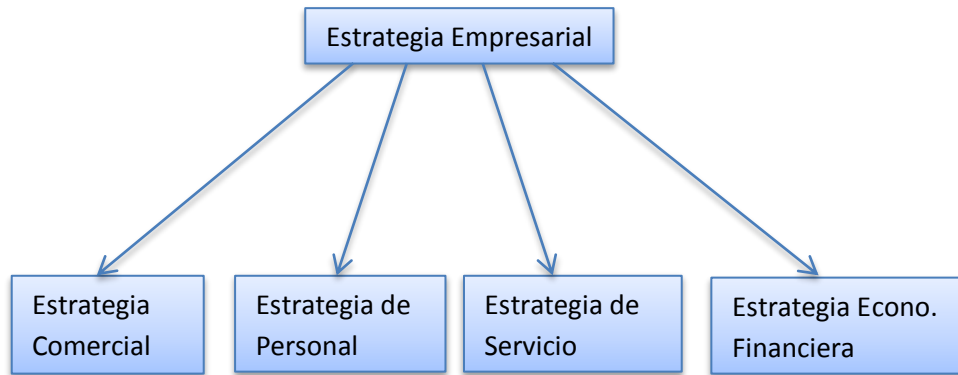 Estrategia Empresarial
Estrategia
Comercial
Estrategia de
Personal
Estrategia de
Servicio
Estrategia Econo.
Financiera